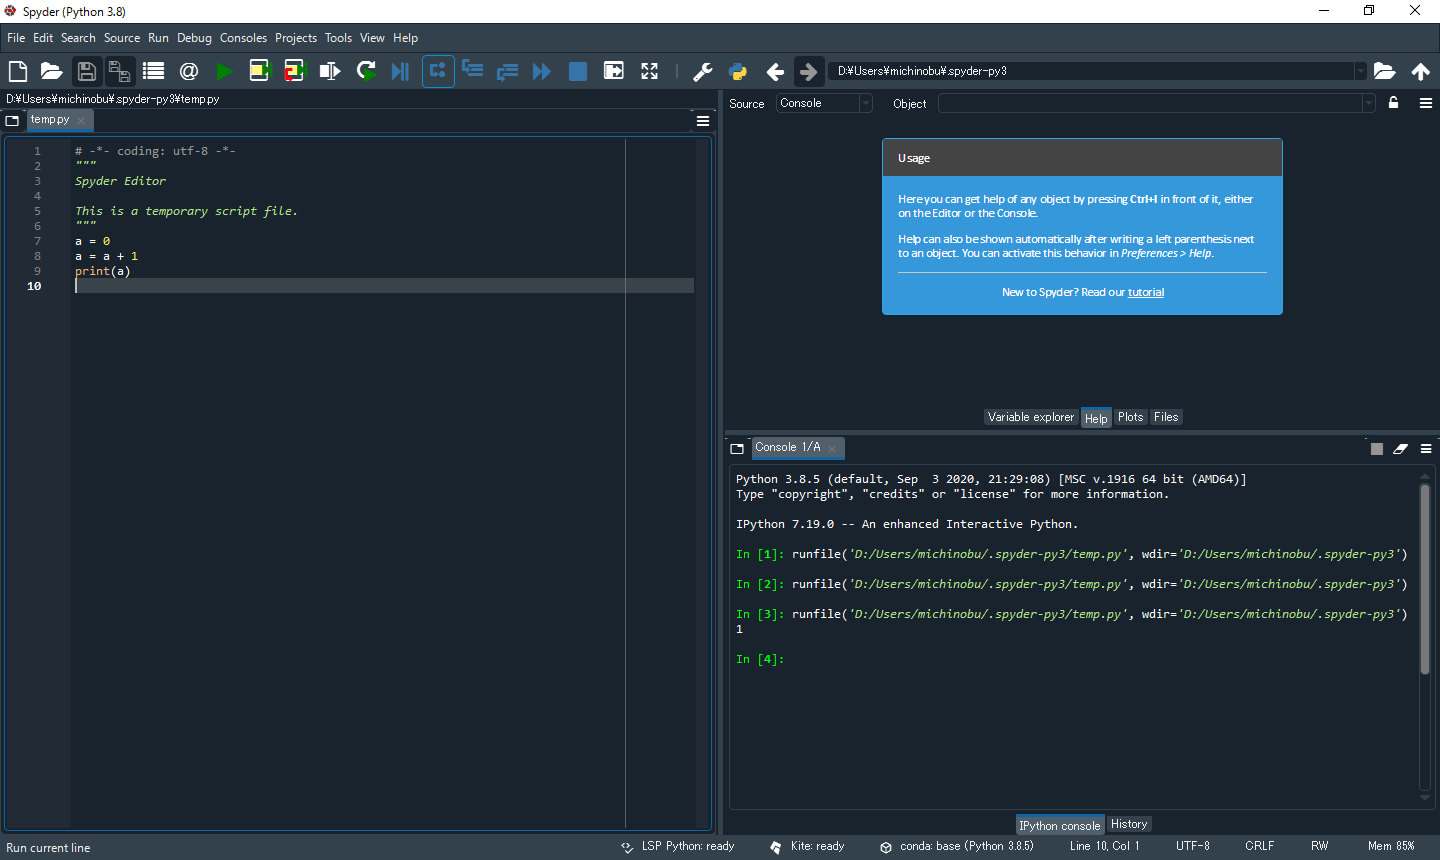 Spyder (Python 3.8)
File Edit Search Source Run Debug Consoles Projects Tools View Help
D:¥Users¥michinobu¥.spyder-py3
D:¥Users¥michinobu¥.spyder-py3¥temp.py
temp.py
1 # -*- coding: utf-8 -*-
2 """
3 Spyder Editor
4
5 This is a temporary script file.
6 """
7 a = 0
8 a = a + 1
9 print(a)
10
Source Console Object
Usage
Here you can get help of any object by pressing Ctrl+I in front of it, either
on the Editor or the Console.
Help can also be shown automatically after writing a left parenthesis next
to an object. You can activate this behavior in Preferences > Help.
New to Spyder? Read our tutorial
Variable explorer Help Plots Files
Console 1/A
Python 3.8.5 (default, Sep  3 2020, 21:29:08) [MSC v.1916 64 bit (AMD64)]
Type "copyright", "credits" or "license" for more information.
IPython 7.19.0 -- An enhanced Interactive Python.
In [1]: runfile('D:/Users/michinobu/.spyder-py3/temp.py', wdir='D:/Users/michinobu/.spyder-py3')
In [2]: runfile('D:/Users/michinobu/.spyder-py3/temp.py', wdir='D:/Users/michinobu/.spyder-py3')
In [3]: runfile('D:/Users/michinobu/.spyder-py3/temp.py', wdir='D:/Users/michinobu/.spyder-py3')
1
In [4]:
IPython console History
Run current line LSP Python: ready Kite: ready conda: base (Python 3.8.5) Line 10, Col 1 UTF-8 CRLF RW Mem 85%